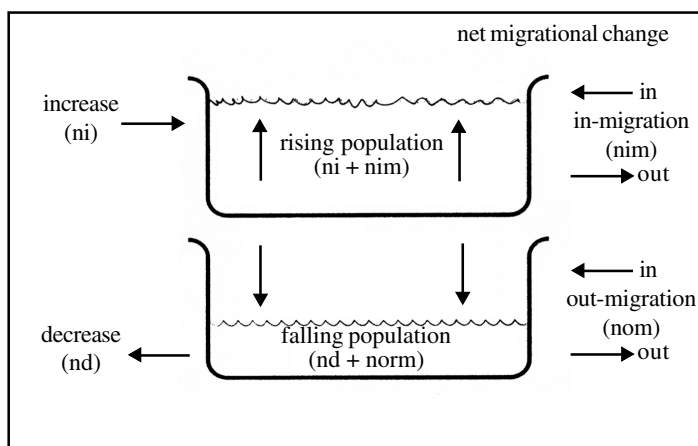 net migrational change
increase
(ni)
rising population
(ni + nim)
in
in-migration
(nim)
out
decrease
(nd)
falling population
(nd + norm)
in
out-migration
(nom)
out